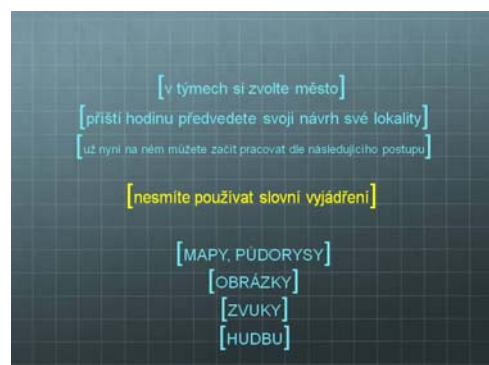 [v týmech si zvolte město]
[příští hodinu předvedete svoji návrh své lokality]
[už nyní na něm můžete začít pracovat dle následujícího postupu]
[nesmíte používat slovní vyjádření]
[MAPY, PŮDORYSY]
[OBRÁZKY]
[ZVUKY]
[HUDBU]